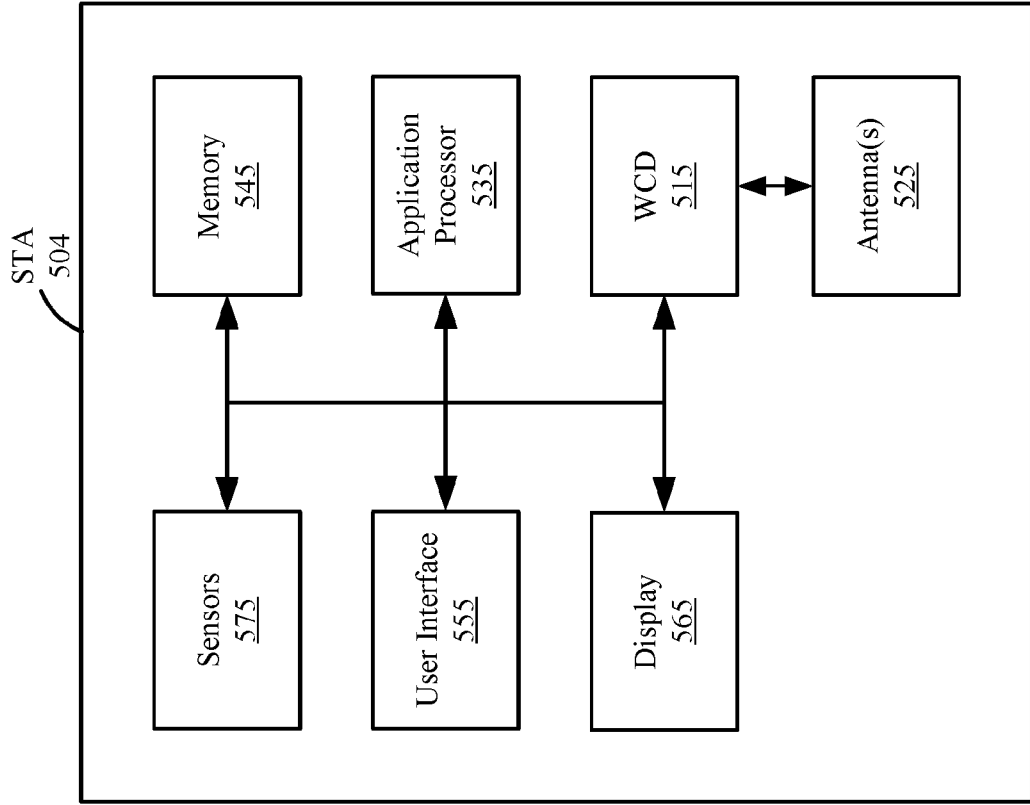 STA
504
Sensors
575
Memory
545
User Interface
555
Application
Processor
535
Display
565
WCD
515
Antenna(s)
525